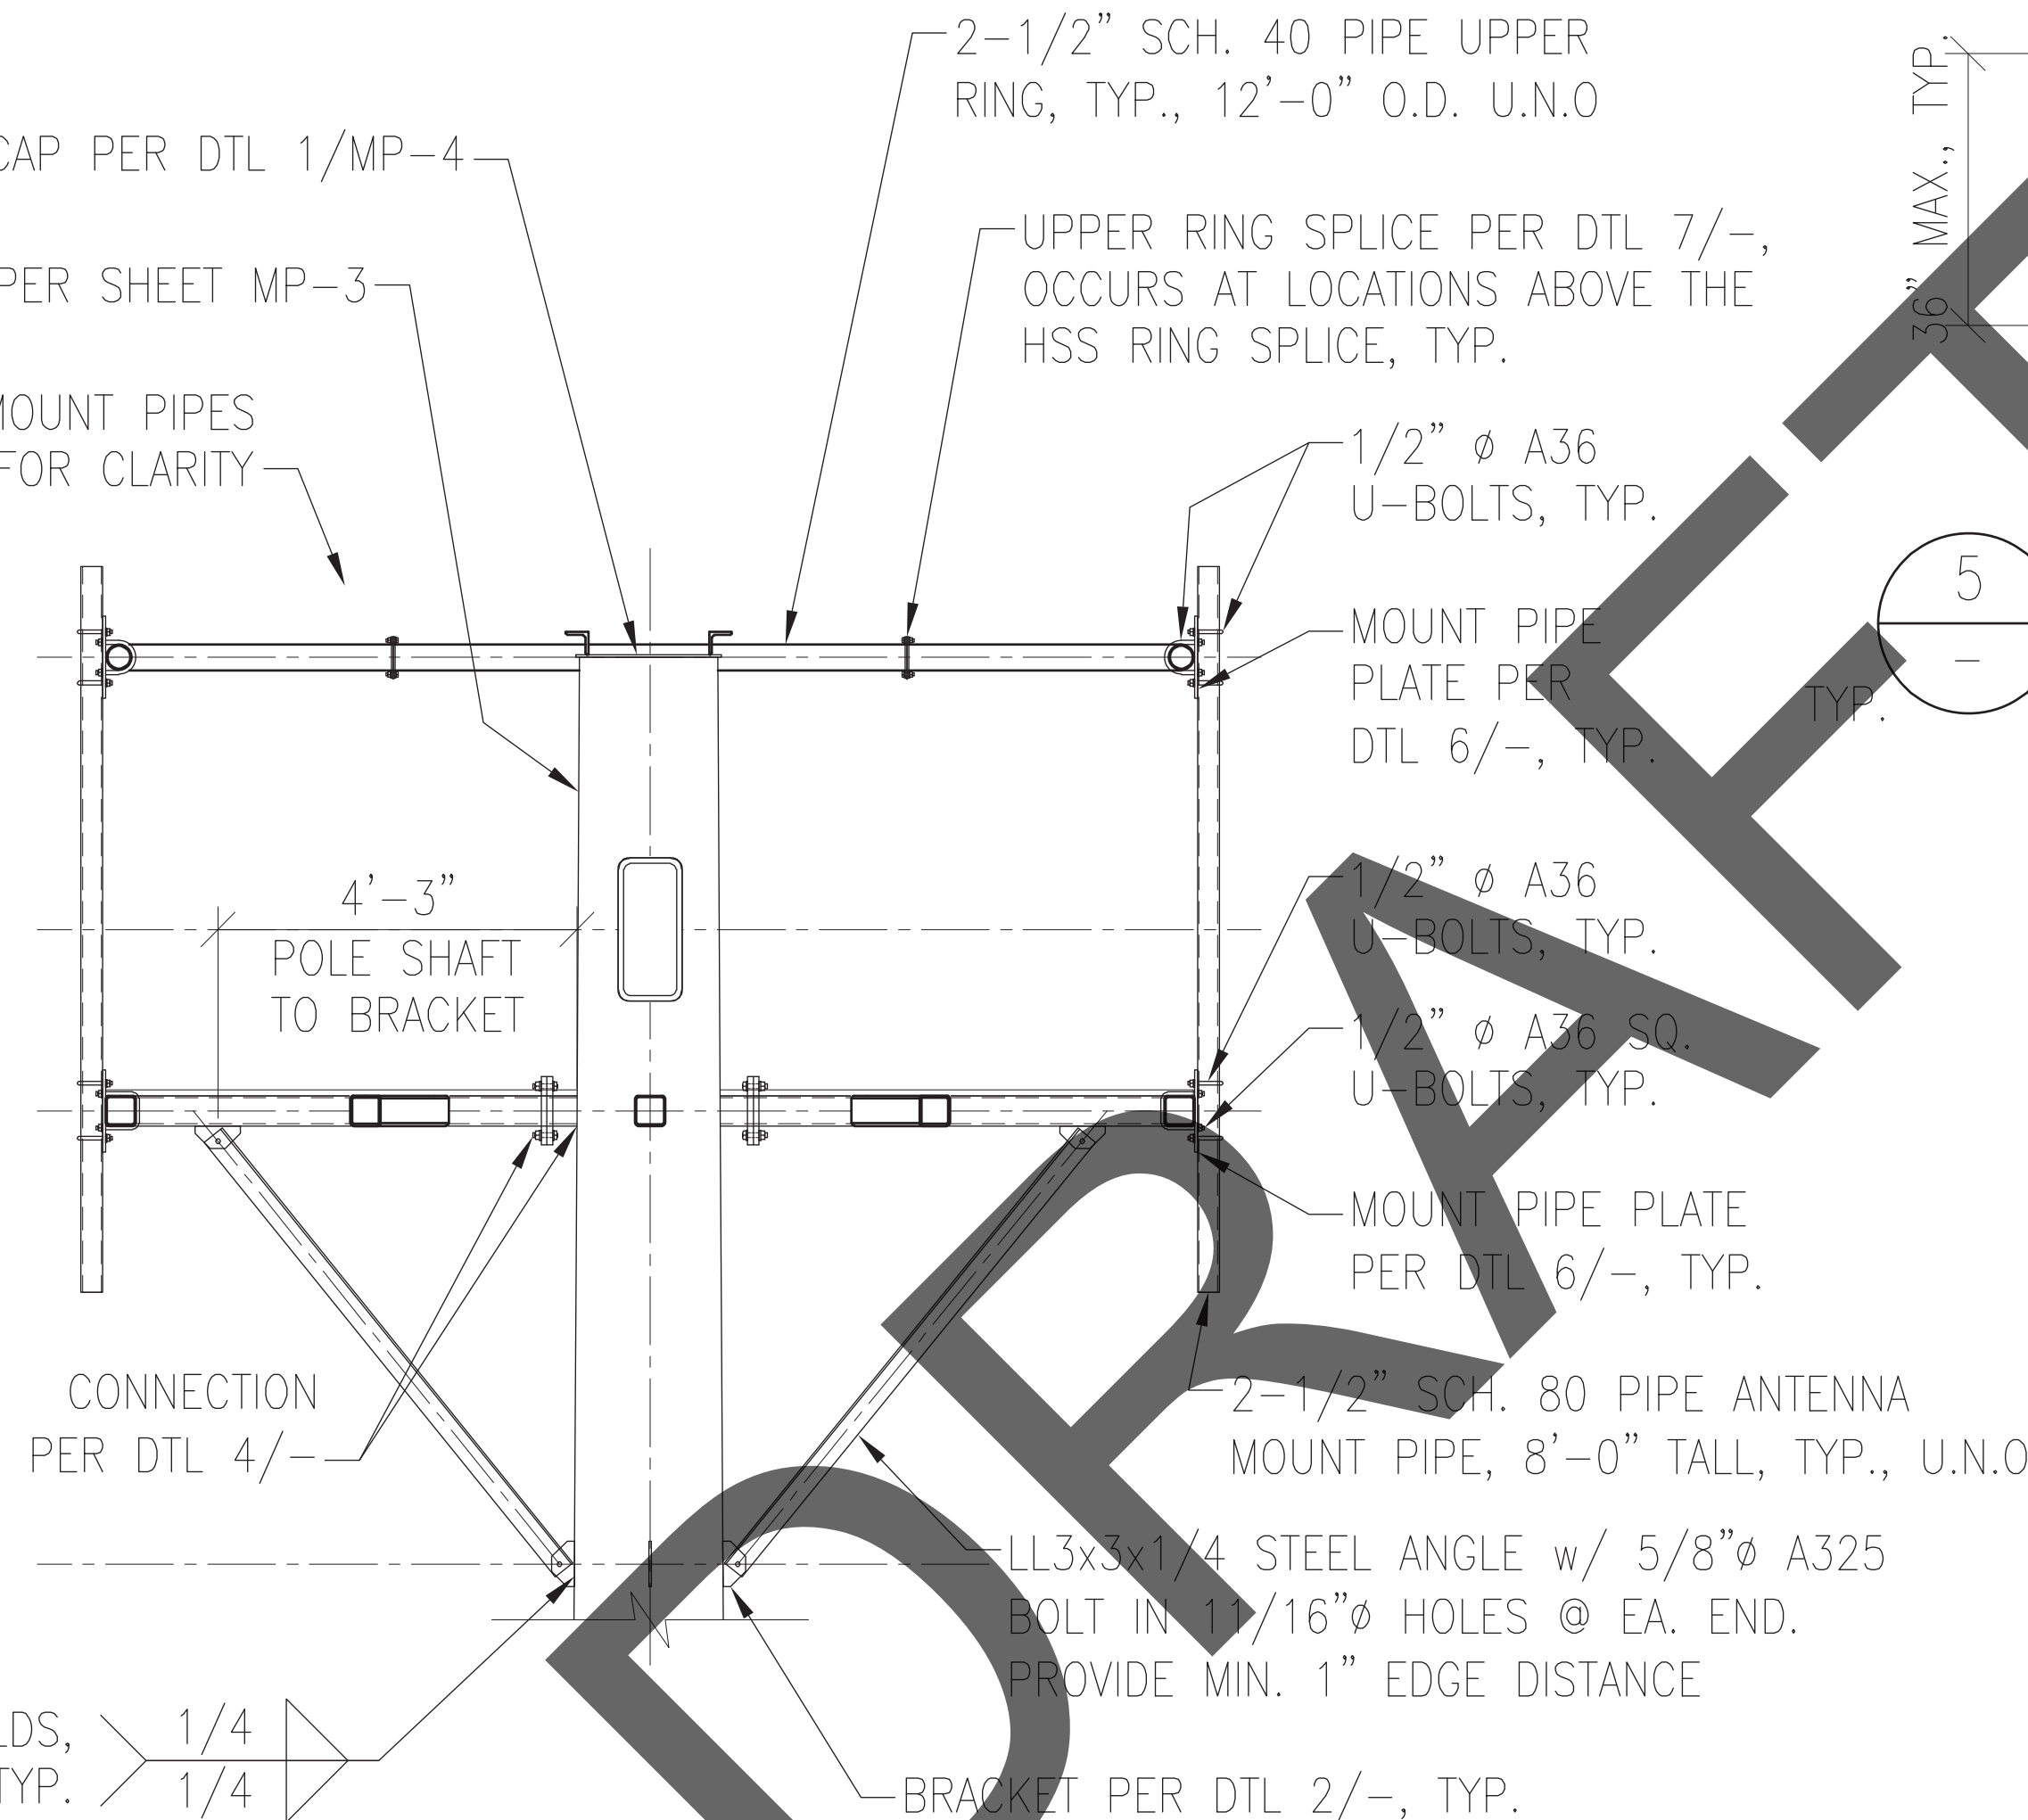 2-1/2" SCH. 40 PIPE UPPER
RING, TYP., 12'-0" O.D. U.N.O
CAP PER DTL 1/MP-4
PER SHEET MP-3
MOUNT PIPES
FOR CLARITY
UPPER RING SPLICE PER DTL 7/-,
OCCURS AT LOCATIONS ABOVE THE
HSS RING SPLICE, TYP.
36" MAX., TYP.
1/2" ø A36
U-BOLTS, TYP.
5
-
TYP.
MOUNT PIPE
PLATE PER
DTL 6/-, TYP.
4'-3"
POLE SHAFT
TO BRACKET
1/2" ø A36
U-BOLTS, TYP.
1/2" ø A36 SQ.
U-BOLTS, TYP.
MOUNT PIPE PLATE
PER DTL 6/-, TYP.
CONNECTION
PER DTL 4/-
2-1/2" SCH. 80 PIPE ANTENNA
MOUNT PIPE, 8'-0" TALL, TYP., U.N.O
LL3x3x1/4 STEEL ANGLE w/ 5/8"ø A325
BOLT IN 11/16"ø HOLES @ EA. END.
PROVIDE MIN. 1" EDGE DISTANCE
LDS,
TYP.
1/4
1/4
BRACKET PER DTL 2/-, TYP.
DRAFT